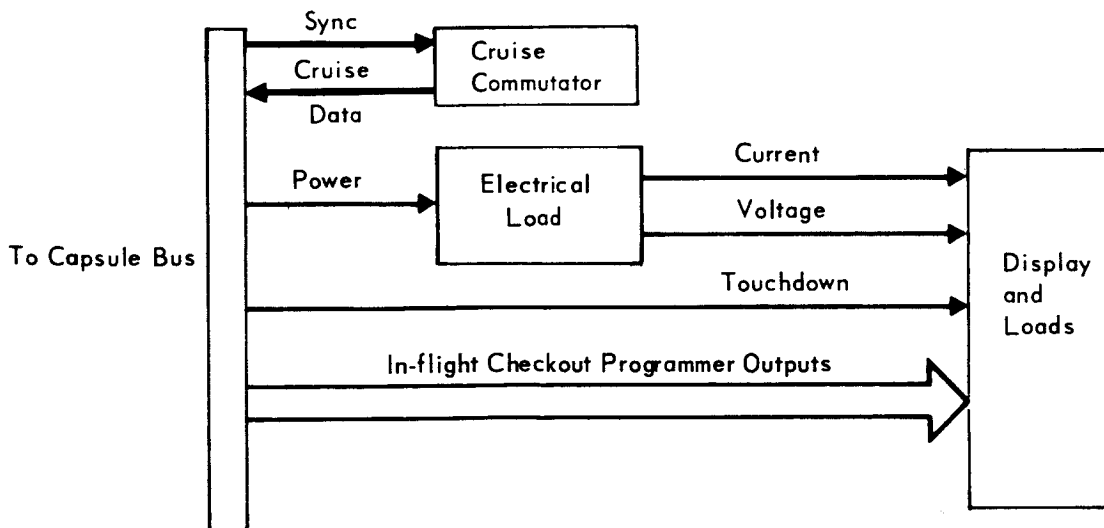 Sync
Cruise
Commutator
Cruise
Data
Power
Electrical
Load
Current
Voltage
To Capsule Bus
Touchdown
Display
and
Loads
In-flight Checkout Programmer Outputs